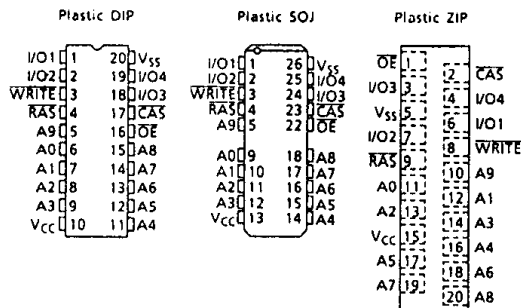 Plastic DIP
I/O1 1 20 VSS
I/O2 2 19 I/O4
WRITE 3 18 I/O3
RAS 4 17 CAS
A9 5 16 OE
A0 6 15 A8
A1 7 14 A7
A2 8 13 A6
A3 9 12 A5
VCC 10 11 A4
Plastic SOJ
I/O1 1 26 VSS
I/O2 2 25 I/O4
WRITE 3 24 I/O3
RAS 4 23 CAS
A9 5 22 OE
A0 9 18 A8
A1 10 17 A7
A2 11 16 A6
A3 12 15 A5
VCC 13 14 A4
Plastic ZIP
OE 1
2 CAS
I/O3 3
4 I/O4
VSS 5
6 I/O1
I/O2 7
8 WRITE
RAS 9
10 A9
A0 11
12 A1
A2 13
14 A3
VCC 15
16 A4
A5 17
18 A6
A7 19
20 A8